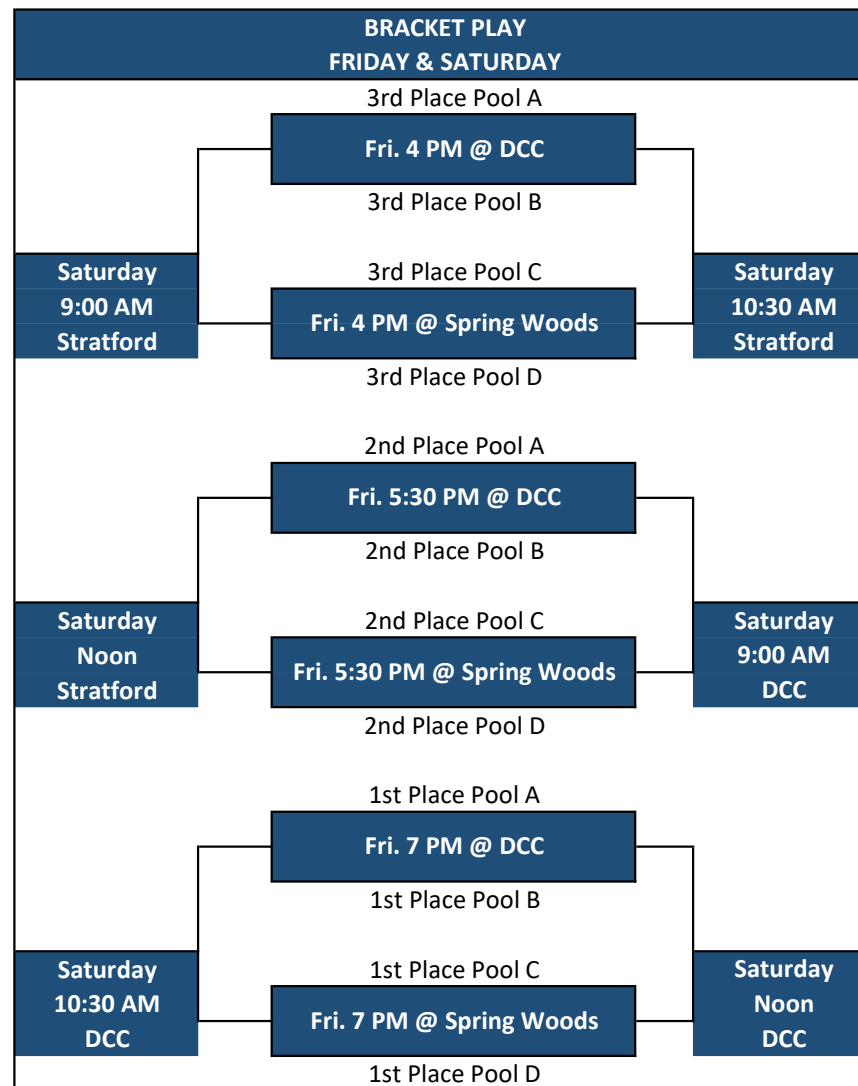 BRACKET PLAY
FRIDAY & SATURDAY
3rd Place Pool A
Fri. 4 PM @ DCC
3rd Place Pool B
Saturday
9:00 AM
Stratford
3rd Place Pool C
Fri. 4 PM @ Spring Woods
3rd Place Pool D
Saturday
10:30 AM
Stratford
2nd Place Pool A
Fri. 5:30 PM @ DCC
2nd Place Pool B
Saturday
Noon
Stratford
2nd Place Pool C
Fri. 5:30 PM @ Spring Woods
2nd Place Pool D
Saturday
9:00 AM
DCC
1st Place Pool A
Fri. 7 PM @ DCC
1st Place Pool B
Saturday
10:30 AM
DCC
1st Place Pool C
Fri. 7 PM @ Spring Woods
1st Place Pool D
Saturday
Noon
DCC